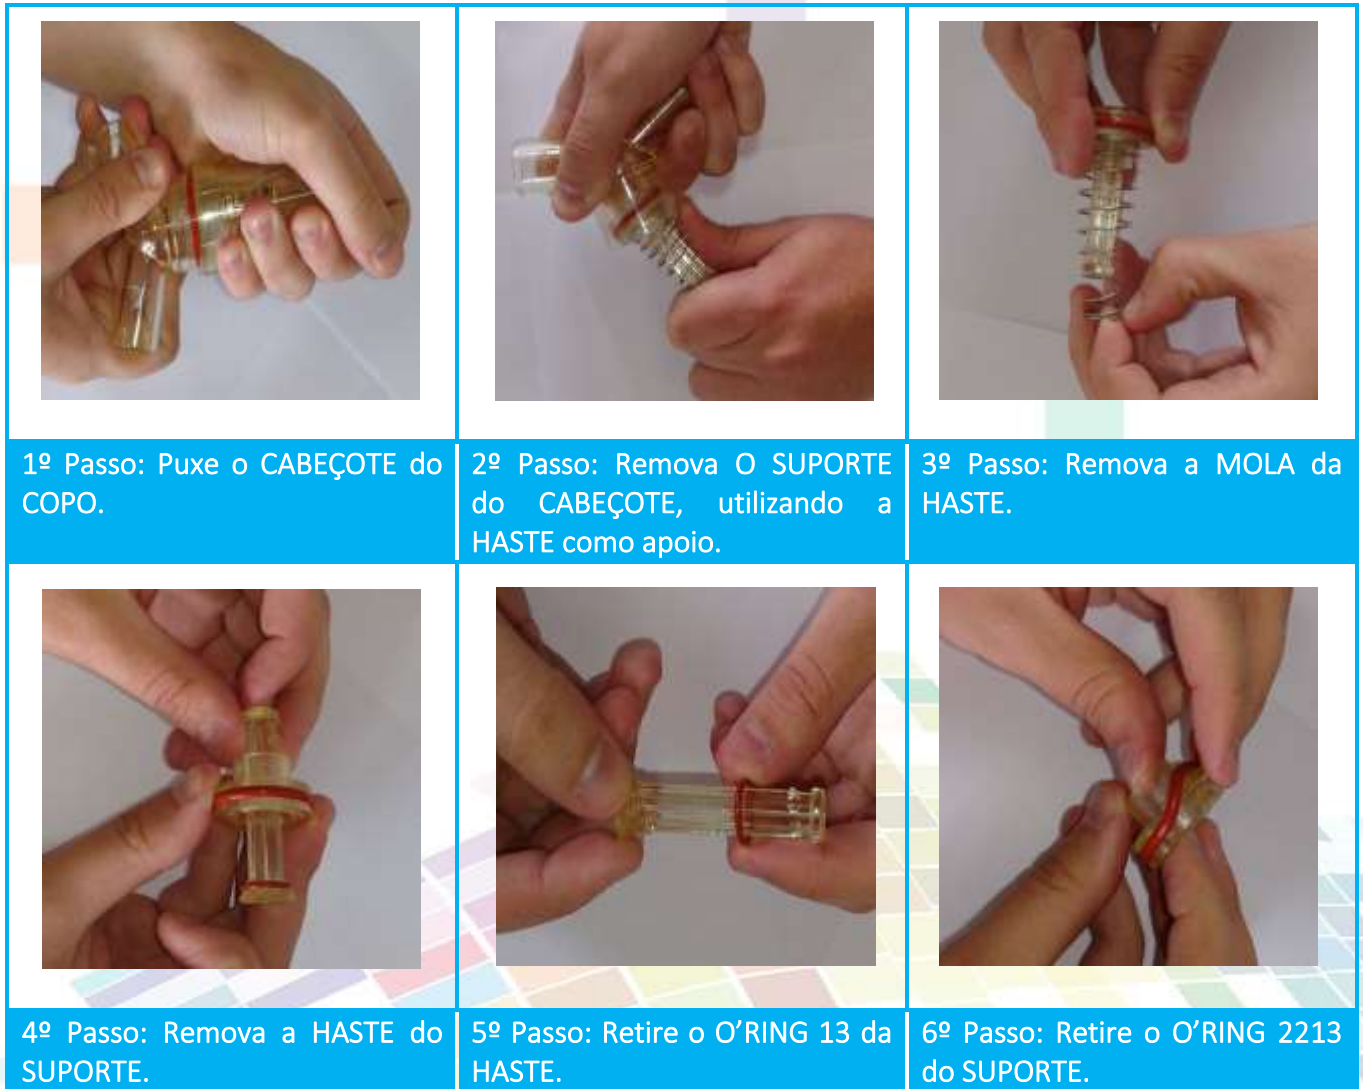 1º Passo: Puxe o CABEÇOTE do
COPO.
2º Passo: Remova O SUPORTE
do CABEÇOTE, utilizando a
HASTE como apoio.
3º Passo: Remova a MOLA da
HASTE.
4º Passo: Remova a HASTE do
SUPORTE.
5º Passo: Retire o O’RING 13 da
HASTE.
6º Passo: Retire o O’RING 2213
do SUPORTE.